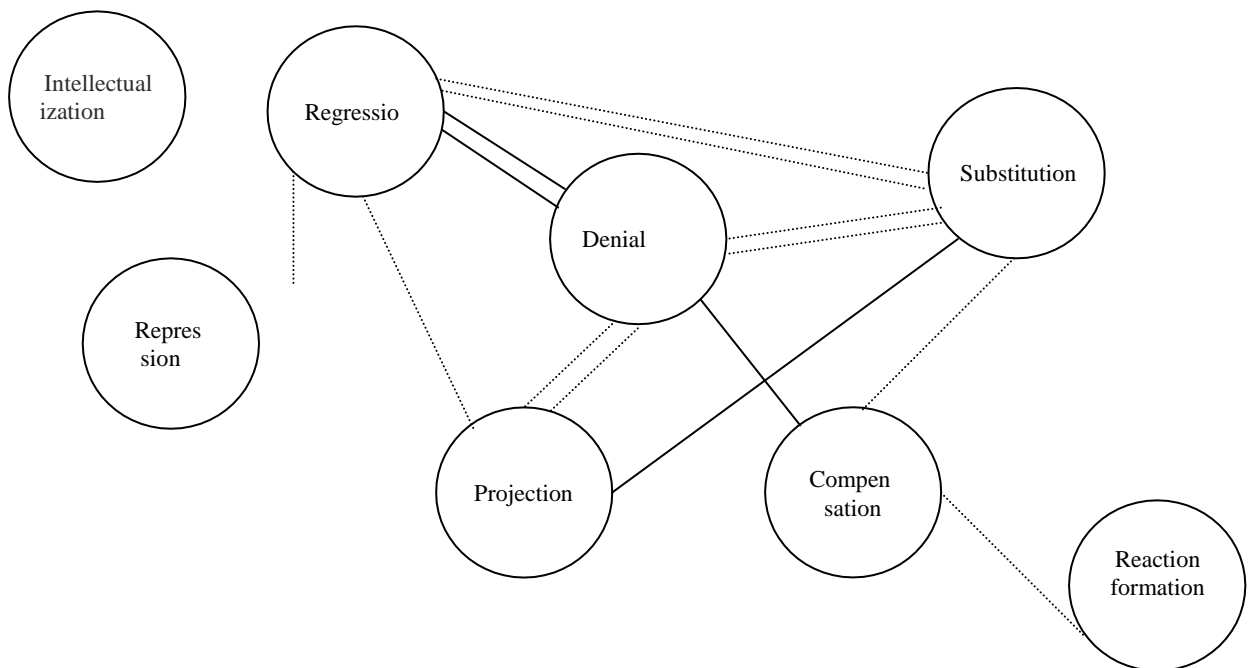 Intellectual
ization
Regressio
Substitution
Denial
Repres
sion
Projection
Compen
sation
Reaction
formation